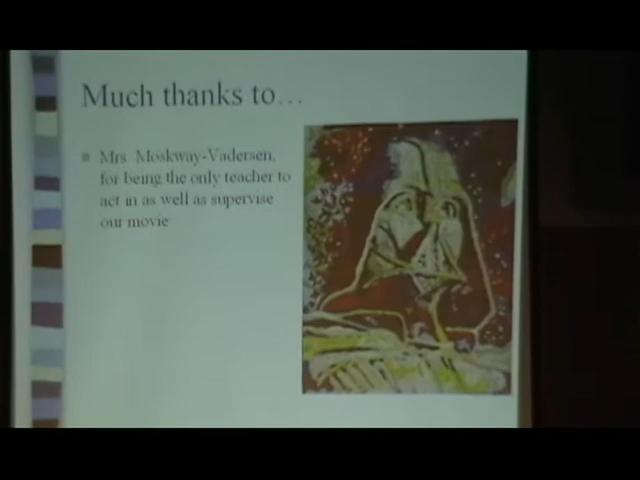 Much thanks to...
Mrs. Moskway-Vadersen,
for being the only teacher to
act in as well as supervise
our movie